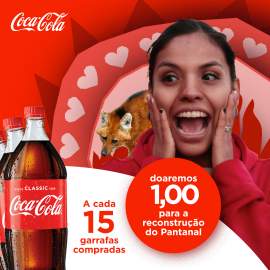 Coca-Cola
doaremos
1,00
para a
reconstrução
do Pantanal
A cada
15
garrafas
compradas
CLASSIC
Coca-Cola